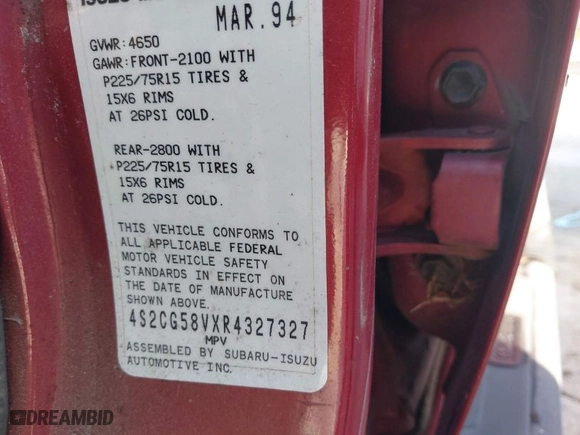 MAR. 94
GVWR:4650
GAWR:FRONT-2100 WITH
P225/75R15 TIRES &
15X6 RIMS
AT 26PSI COLD.
REAR-2800 WITH
P225/75R15 TIRES &
15X6 RIMS
AT 26PSI COLD.
THIS VEHICLE CONFORMS TO
ALL APPLICABLE FEDERAL
MOTOR VEHICLE SAFETY
STANDARDS IN EFFECT ON
THE DATE OF MANUFACTURE
SHOWN ABOVE.
4S2CG58VXR4327327
MPV
ASSEMBLED BY SUBARU-ISUZU
AUTOMOTIVE INC.
DREAMBID